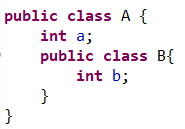 public class A {
    int a;
    public class B{
        int b;
    }
}